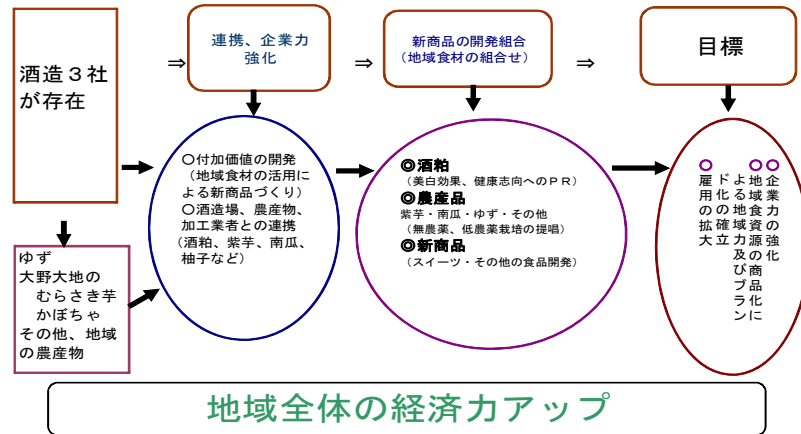 酒造３社
が存在
⇒
連携、企業力
強化
⇒
新商品の開発組合
（地域食材の組合せ）
⇒
目標
○付加価値の開発
（地域食材の活用に
よる新商品づくり）
○酒造場、農産物、
加工業者との連携
（酒粕、紫芋、南瓜、
柚子など）
◎酒粕
（美白効果、健康志向へのＰＲ）
◎農産品
紫芋・南瓜・ゆず・その他
（無農薬、低農薬栽培の提唱）
◎新商品
（スイーツ・その他の食品開発）
○企業力の強化
○地域食資源の商品化に
よる地域力及びブラン
ド化の確立
○雇用の拡大
ゆず
大野大地の
むらさき芋
かぼちゃ
その他、地域
の農産物
地域全体の経済力アップ